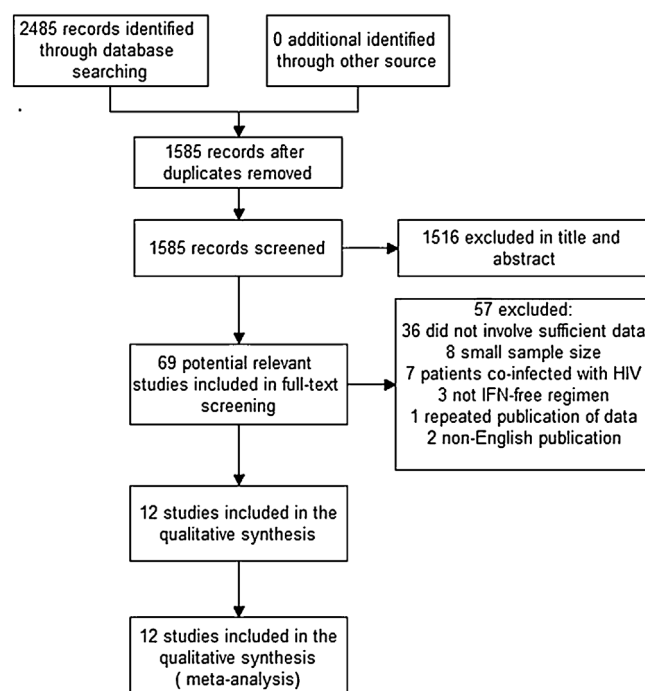 2485 records identified
through database
searching
0 additional identified
through other source
1585 records after
duplicates removed
1585 records screened
1516 excluded in title and
abstract
69 potential relevant
studies included in full-text
screening
57 excluded:
36 did not involve sufficient data
8 small sample size
7 patients co-infected with HIV
3 not IFN-free regimen
1 repeated publication of data
2 non-English publication
12 studies included in the
qualitative synthesis
12 studies included in the
qualitative synthesis
( meta-analysis)